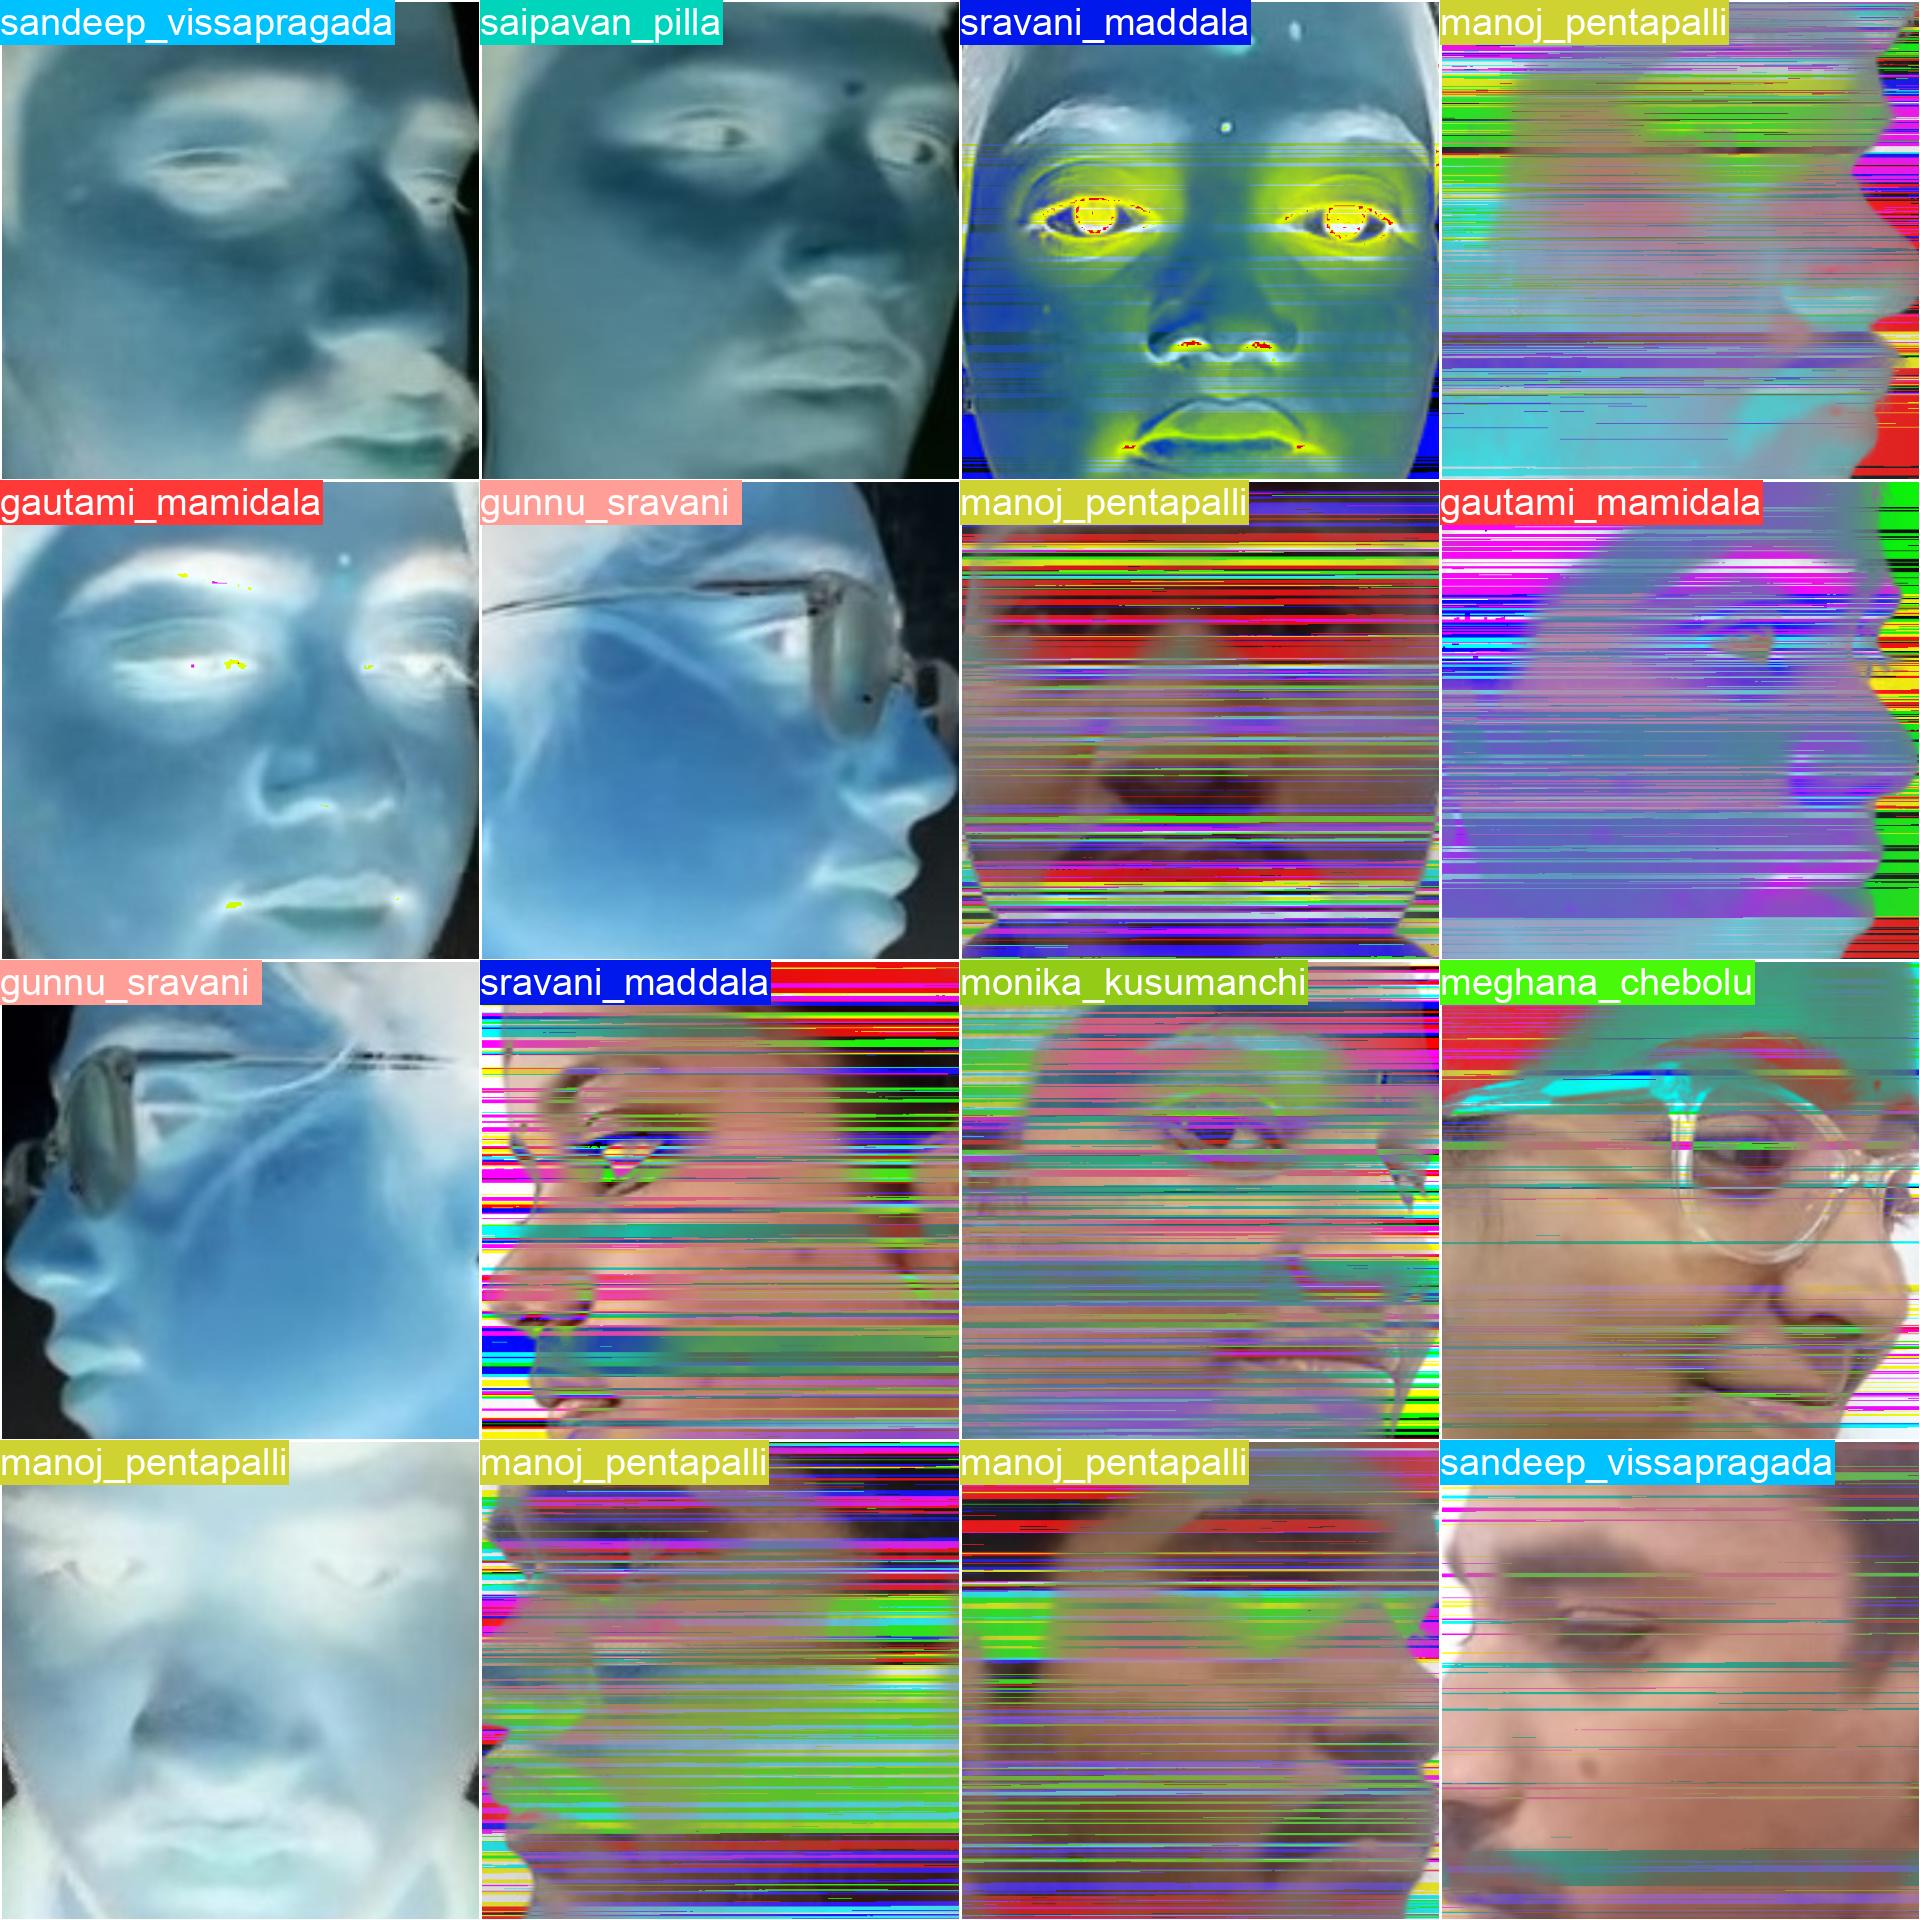 sandeep_vissapragada
saipavan_pilla
sravani_maddala
manoj_pentapalli
gautami_mamidala
gunnu_sravani
manoj_pentapalli
gautami_mamidala
gunnu_sravani
sravani_maddala
monika_kusumanchi
meghana_chebolu
manoj_pentapalli
manoj_pentapalli
manoj_pentapalli
sandeep_vissapragada